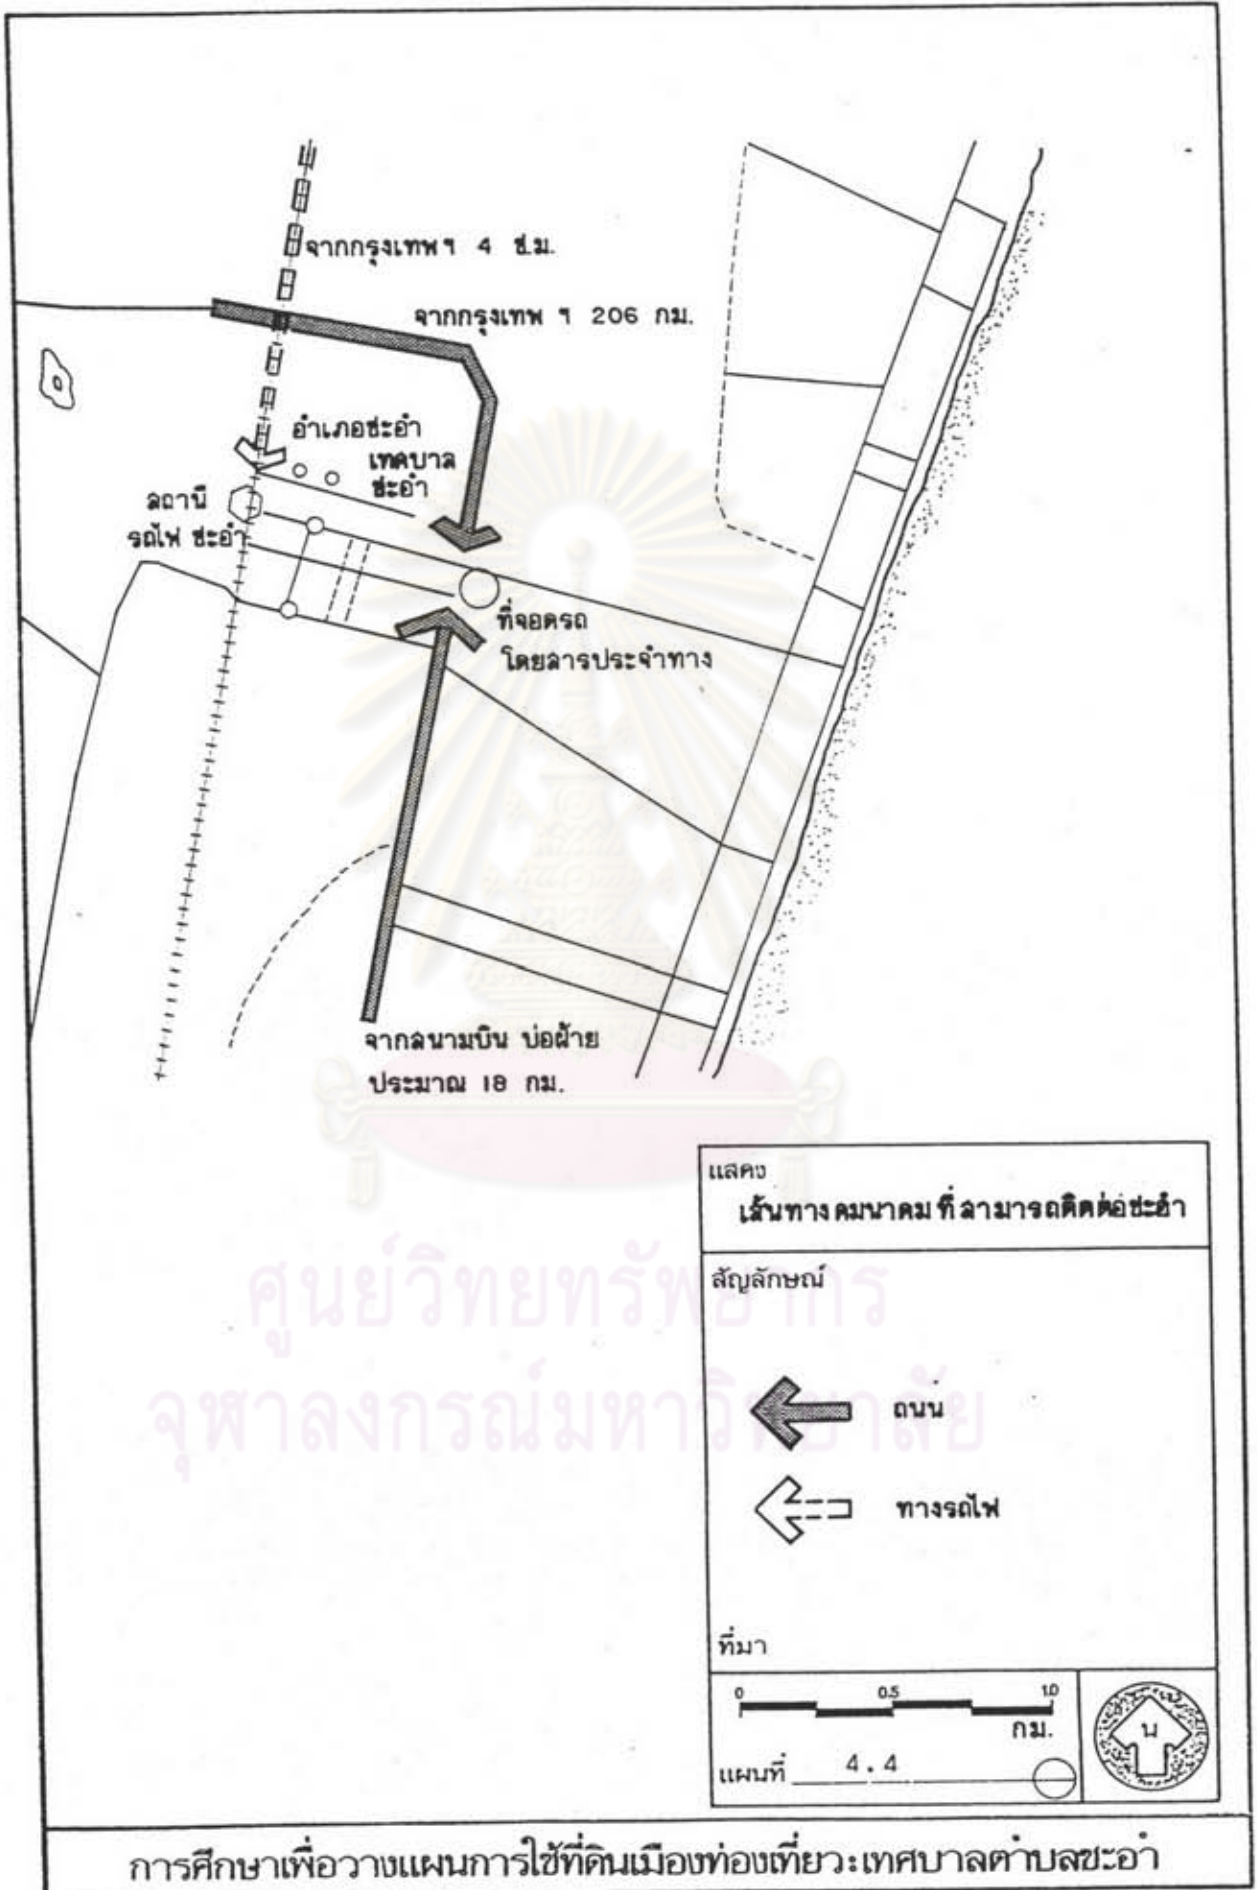 จากกรุงเทพฯ 4 ช.ม.
จากกรุงเทพ ฯ 206 กม.
อำเภอชะอำ
เทศบาล
ชะอำ
สถานี
รถไฟ ชะอำ
ที่จอดรถ
โดยสารประจำทาง
จากสนามบิน บ่อฝ้าย
ประมาณ 18 กม.
แสดง
เส้นทางคมนาคมที่สามารถติดต่อชะอำ
สัญลักษณ์
ศูนย์วิทยทรัพยากร
จุฬาลงกรณ์มหาวิทยาลัย
ถนน
ทางรถไฟ
ที่มา
0 0.5 1.0
กม.
น
แผนที่ 4.4
การศึกษาเพื่อวางแผนการใช้ที่ดินเมืองท่องเที่ยว:เทศบาลตำบลชะอำ